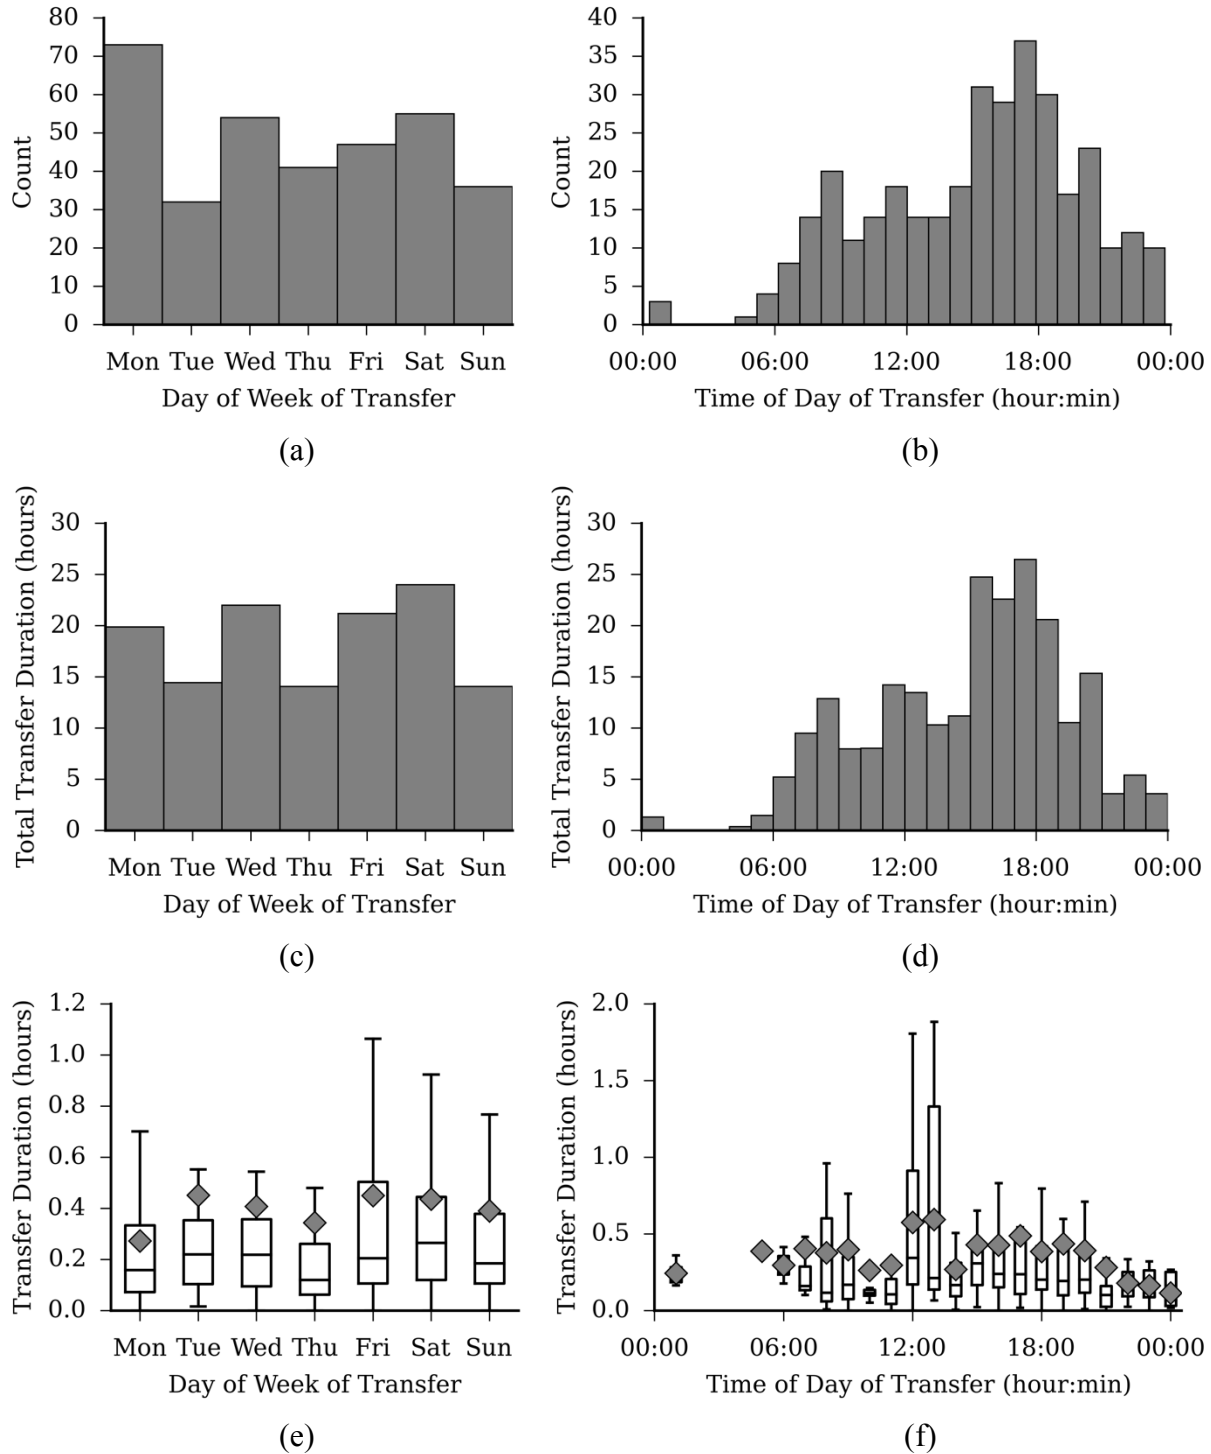 80
70
60
50
40
30
20
10
0
Count
Mon Tue Wed Thu Fri Sat Sun
Day of Week of Transfer
(a)
40
35
30
25
20
15
10
5
0
Count
00:00 06:00 12:00 18:00 00:00
Time of Day of Transfer (hour:min)
(b)
30
25
20
15
10
5
0
Total Transfer Duration (hours)
Mon Tue Wed Thu Fri Sat Sun
Day of Week of Transfer
(c)
30
25
20
15
10
5
0
Total Transfer Duration (hours)
00:00 06:00 12:00 18:00 00:00
Time of Day of Transfer (hour:min)
(d)
1.2
1.0
0.8
0.6
0.4
0.2
0.0
Transfer Duration (hours)
Mon Tue Wed Thu Fri Sat Sun
Day of Week of Transfer
(e)
2.0
1.5
1.0
0.5
0.0
Transfer Duration (hours)
00:00 06:00 12:00 18:00 00:00
Time of Day of Transfer (hour:min)
(f)